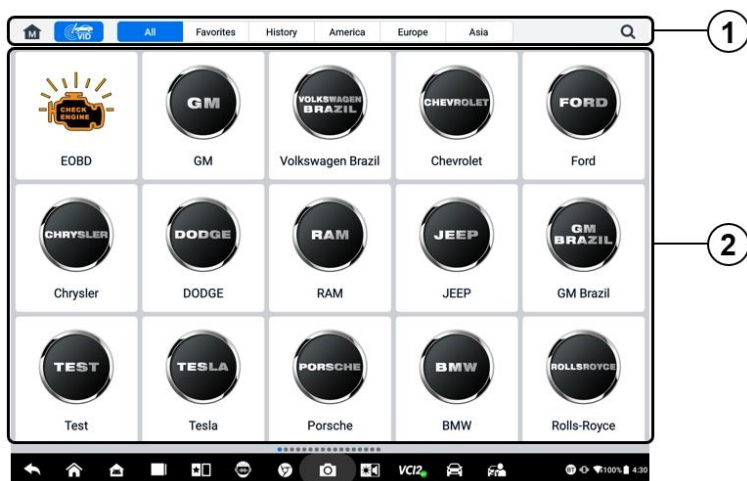 M VID All Favorites History America Europe Asia
1
CHECK ENGINE
GM
VOLKSWAGEN BRAZIL
CHEVROLET
FORD
EOBD GM Volkswagen Brazil Chevrolet Ford
CHRYSLER
DODGE
RAM
JEEP
GM BRAZIL
2
Chrysler DODGE RAM JEEP GM Brazil
TEST
TESLA
PORSCHE
BMW
ROLLSROYCE
Test Tesla Porsche BMW Rolls-Royce
VCI2 100% 4:30